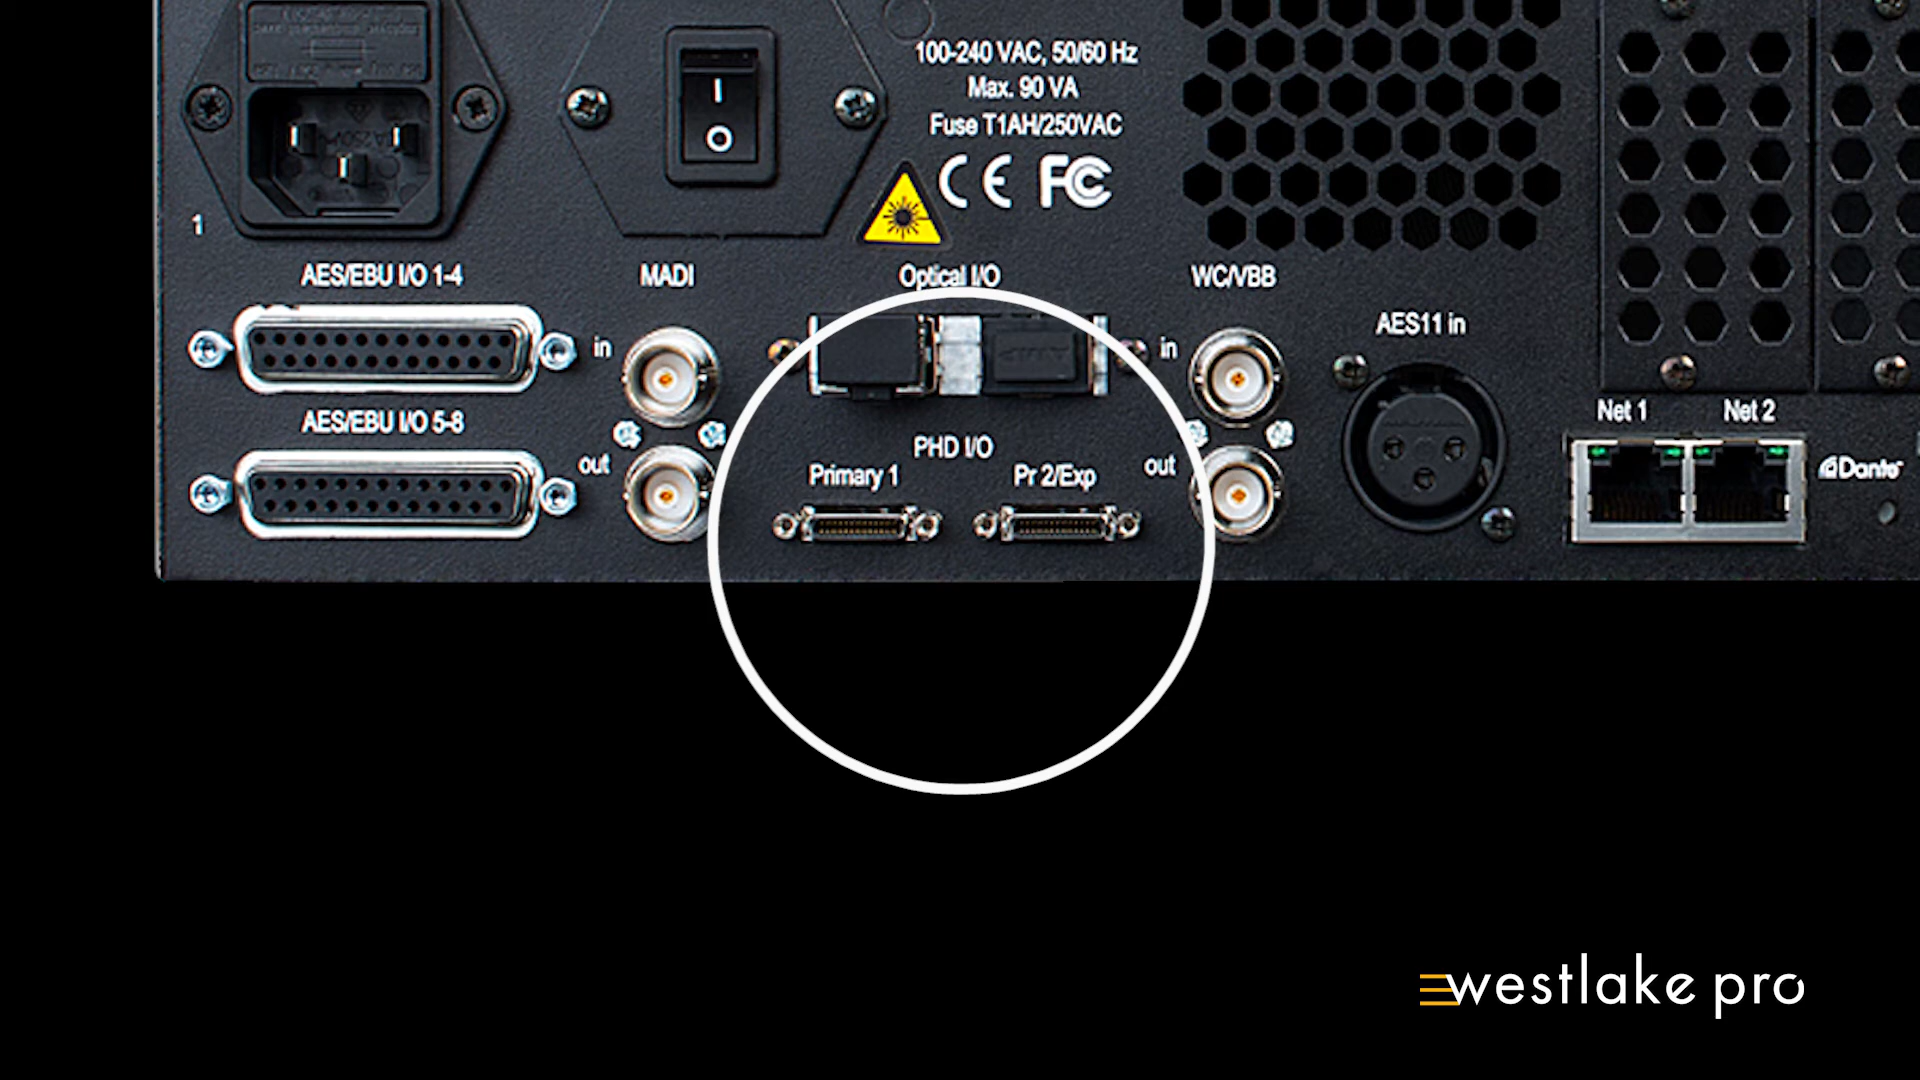 100-240 VAC, 50/60 Hz
Max. 90 VA
Fuse T1AH/250VAC
CE FC
1
AES/EBU I/O 1-4
MADI
Optical I/O
WC/VBB
AES11 in
in
in
AES/EBU I/O 5-8
PHD I/O
Net 1
Net 2
out
Primary 1
Pr 2/Exp
out
Dante
westlake pro